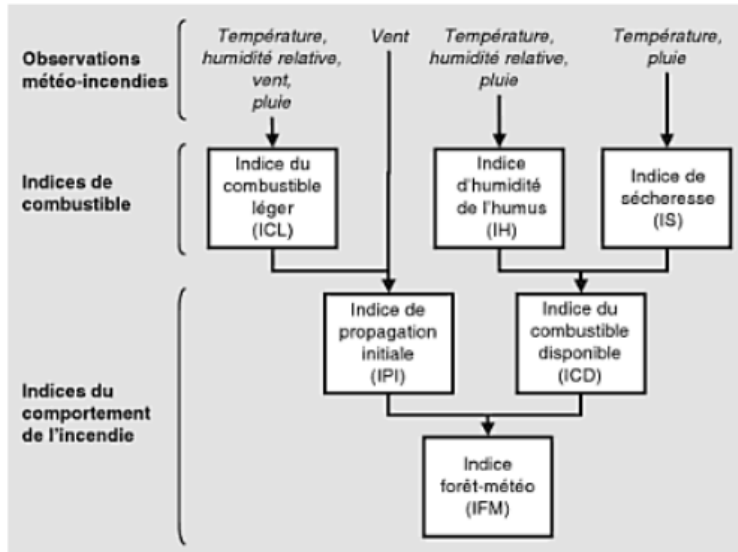 Observations
météo-incendies
Température,
humidité relative,
vent,
pluie
Vent
Température,
humidité relative,
pluie
Température,
pluie
Indices de
combustible
Indice du
combustible
léger
(ICL)
Indice
d'humidité
de l'humus
(IH)
Indice de
sécheresse
(IS)
Indices du
comportement
de l'incendie
Indice de
propagation
initiale
(IPI)
Indice du
combustible
disponible
(ICD)
Indice
forêt-météo
(IFM)